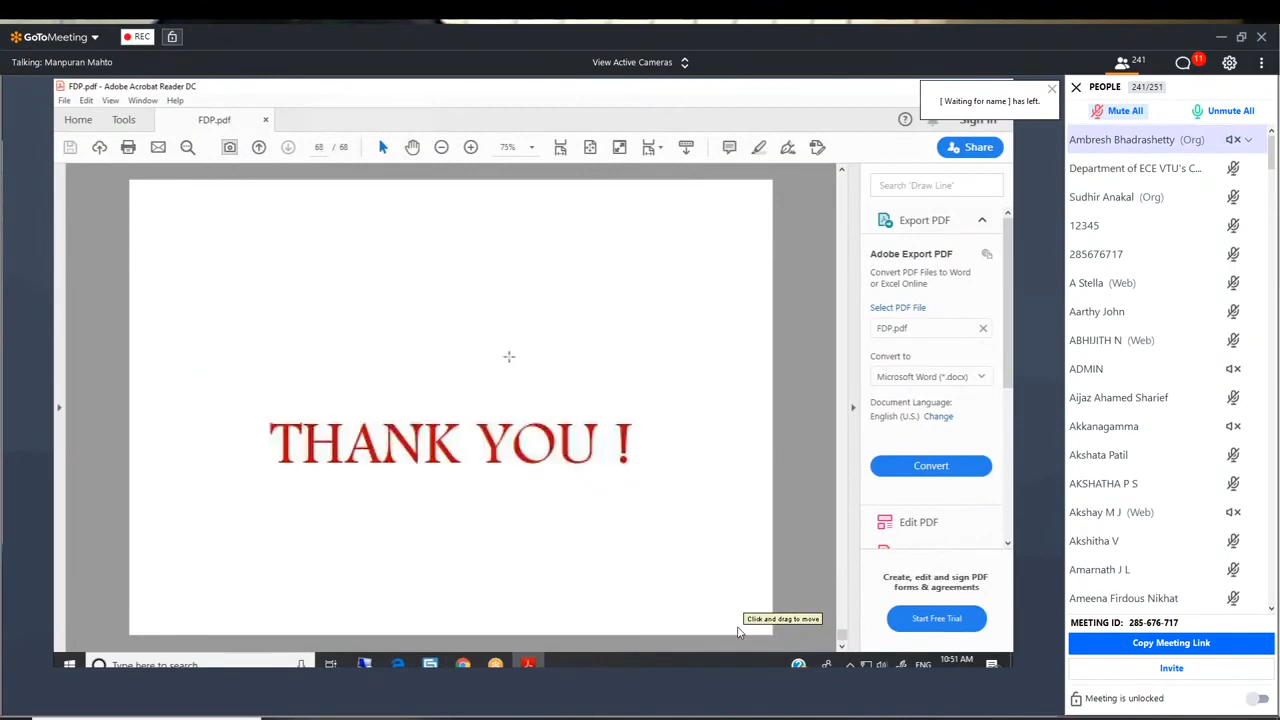 GoToMeeting
REC
Talking: Manpuran Mahto
View Active Cameras
241
11
FDP.pdf - Adobe Acrobat Reader DC
File Edit View Window Help
Home Tools FDP.pdf ×
Sign In
[ Waiting for name ] has left.
68 / 68
75%
Share
THANK YOU !
Click and drag to move
Search 'Draw Line'
Export PDF
Adobe Export PDF
Convert PDF Files to Word
or Excel Online
Select PDF File
FDP.pdf
Convert to
Microsoft Word (*.docx)
Document Language:
English (U.S.) Change
Convert
Edit PDF
Create, edit and sign PDF
forms & agreements
Start Free Trial
Type here to search
ENG
10:51 AM
PEOPLE 241/251
Mute All Unmute All
Ambresh Bhadrashetty (Org)
Department of ECE VTU's C...
Sudhir Anakal (Org)
12345
285676717
A Stella (Web)
Aarthy John
ABHIJITH N (Web)
ADMIN
Aijaz Ahamed Sharief
Akkanagamma
Akshata Patil
AKSHATHA P S
Akshay M J (Web)
Akshitha V
Amarnath J L
Ameena Firdous Nikhat
MEETING ID: 285-676-717
Copy Meeting Link
Invite
Meeting is unlocked